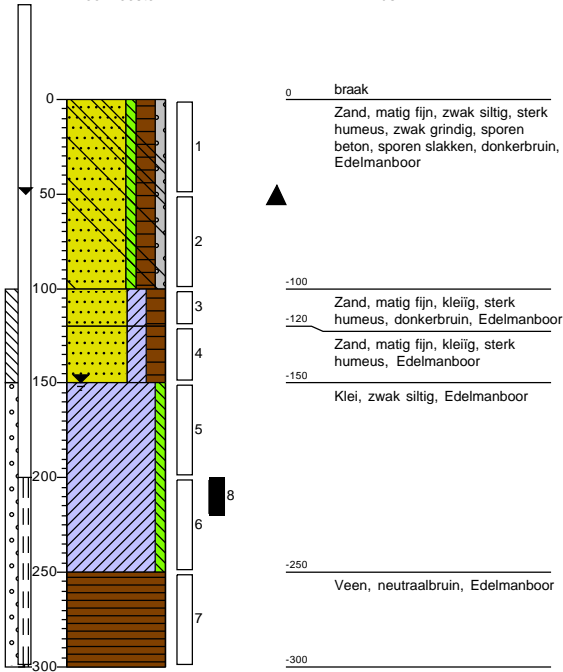 0
50
100
150
200
250
300
1
2
3
4
5
6
7
8
0 braak
Zand, matig fijn, zwak siltig, sterk
humeus, zwak grindig, sporen
beton, sporen slakken, donkerbruin,
Edelmanboor
-100
Zand, matig fijn, kleiïg, sterk
humeus, donkerbruin, Edelmanboor
-120
Zand, matig fijn, kleiïg, sterk
humeus, Edelmanboor
-150
Klei, zwak siltig, Edelmanboor
-250
Veen, neutraalbruin, Edelmanboor
-300